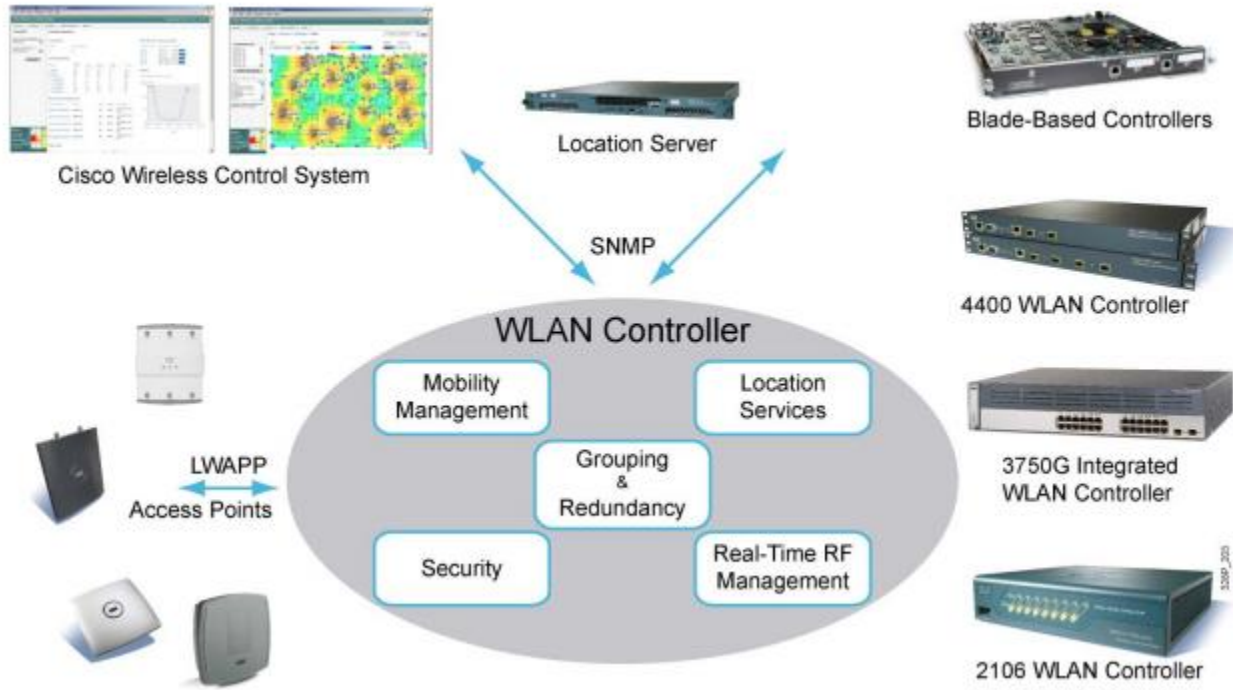 Cisco Wireless Control System
Location Server
Blade-Based Controllers
SNMP
4400 WLAN Controller
WLAN Controller
Mobility
Management
Location
Services
Grouping
&
Redundancy
Security
Real-Time RF
Management
LWAPP
Access Points
3750G Integrated
WLAN Controller
2106 WLAN Controller